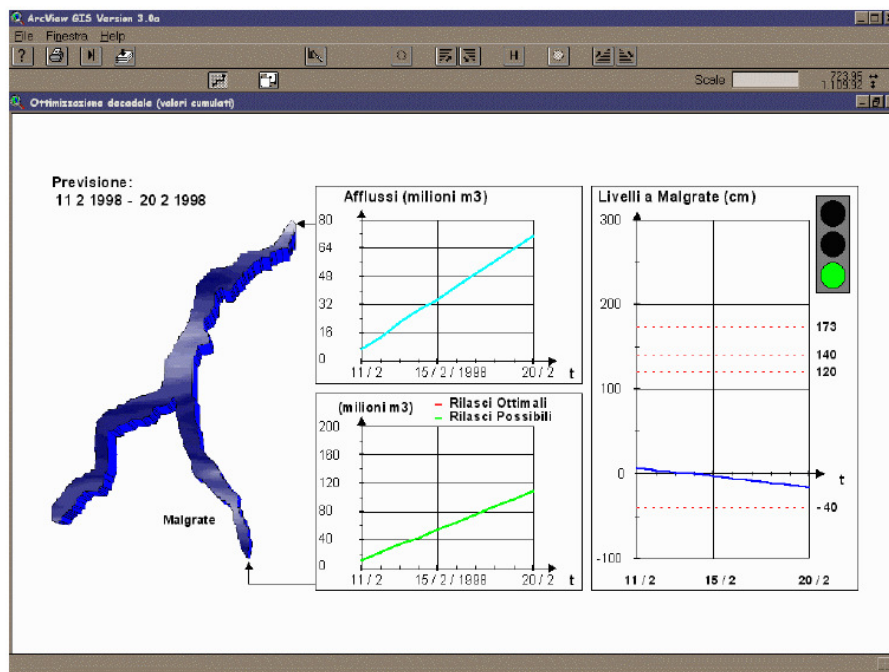 ArcView GIS Version 3.0a
File Finestra Help
?
H
Scale
723.95
1,109.92
Ottimizzazione decadale (valori cumulati)
Previsione:
11 2 1998 - 20 2 1998
Malgrate
Afflussi (milioni m3)
80
64
48
32
16
0
11 / 2
15 / 2 / 1998
20 / 2
t
(milioni m3)
Rilasci Ottimali
Rilasci Possibili
200
160
120
80
40
0
11 / 2
15 / 2 / 1998
20 / 2
t
Livelli a Malgrate (cm)
300
200
173
140
120
100
0
t
- 40
-100
11 / 2
15 / 2
20 / 2